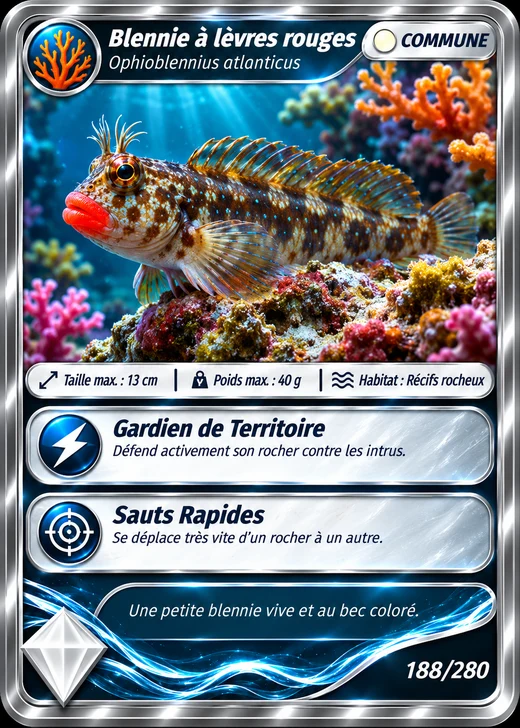 Blennie à lèvres rouges
COMMUNE
Ophioblennius atlanticus
Taille max. : 13 cm
Poids max. : 40 g
Habitat : Récifs rocheux
Gardien de Territoire
Défend activement son rocher contre les intrus.
Sauts Rapides
Se déplace très vite d'un rocher à un autre.
Une petite blennie vive et au bec coloré.
188/280